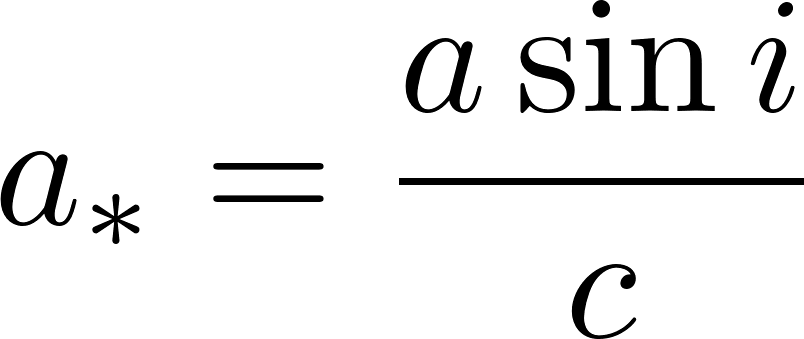 a_* = \frac{a \sin i}{c}